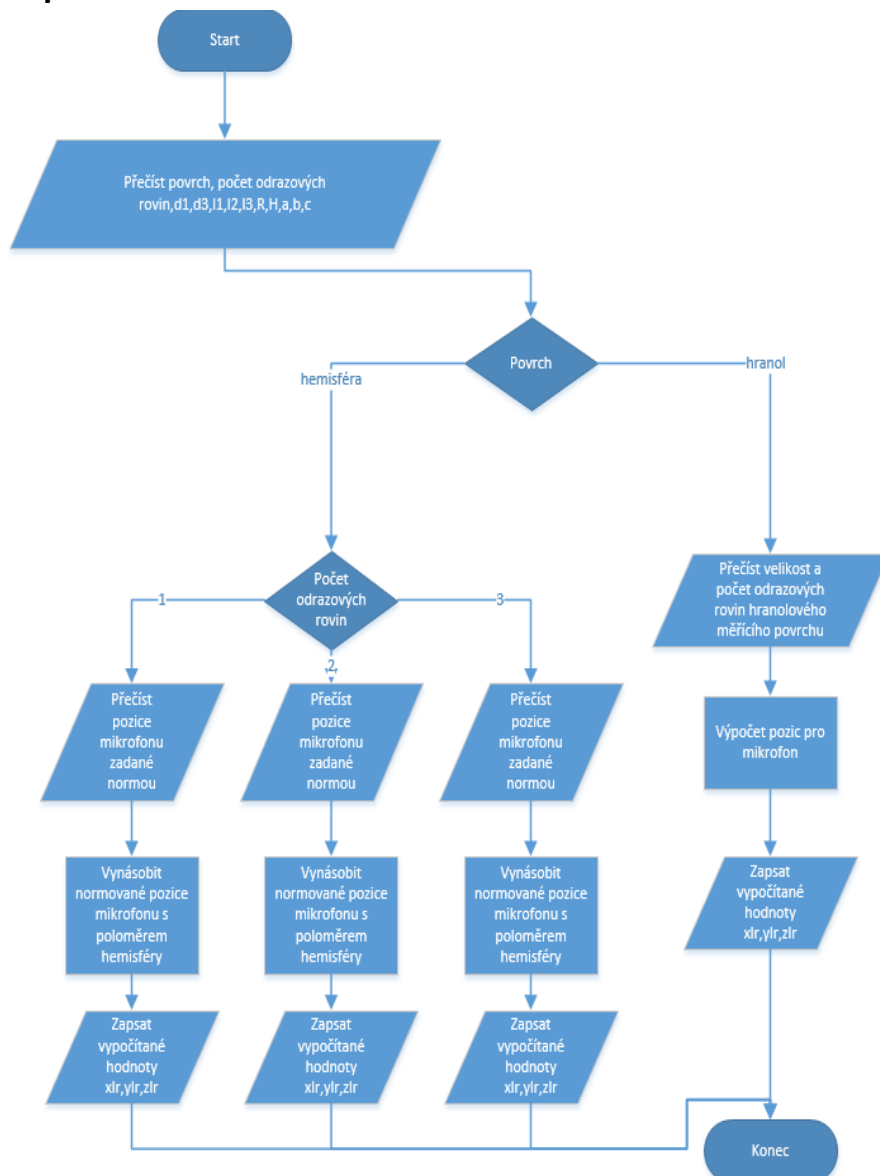 Start
Přečíst povrch, počet odrazových
rovin,d1,d3,l1,l2,l3,R,H,a,b,c
Povrch
hemisféra
hranol
Počet
odrazových
rovin
1
2
3
Přečíst
pozice
mikrofonu
zadané
normou
Přečíst
pozice
mikrofonu
zadané
normou
Přečíst
pozice
mikrofonu
zadané
normou
Přečíst velikost a
počet odrazových
rovin hranolového
měřícího povrchu
Vynásobit
normované pozice
mikrofonu s
poloměrem
hemisféry
Vynásobit
normované pozice
mikrofonu s
poloměrem
hemisféry
Vynásobit
normované pozice
mikrofonu s
poloměrem
hemisféry
Výpočet pozic pro
mikrofon
Zapsat
vypočítané
hodnoty
xlr,ylr,zlr
Zapsat
vypočítané
hodnoty
xlr,ylr,zlr
Zapsat
vypočítané
hodnoty
xlr,ylr,zlr
Zapsat
vypočítané
hodnoty
xlr,ylr,zlr
Konec